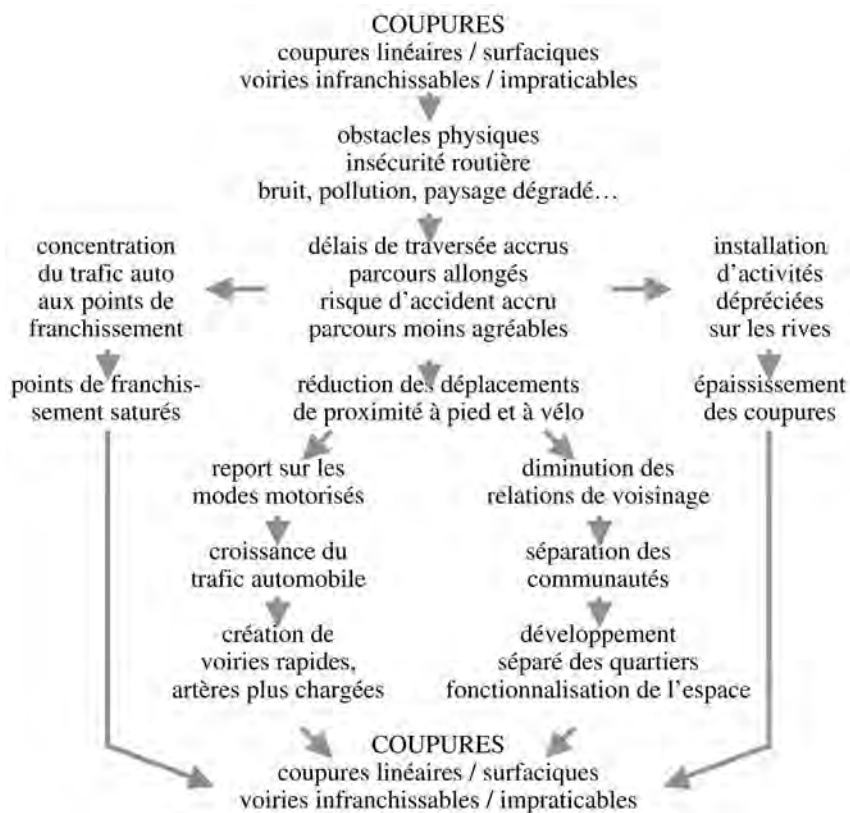 COUPURES
coupures linéaires / surfaciques
voiries infranchissables / impraticables
obstacles physiques
insécurité routière
bruit, pollution, paysage dégradé…
concentration
du trafic auto
aux points de
franchissement
délais de traversée accrus
parcours allongés
risque d'accident accru
parcours moins agréables
installation
d'activités
dépréciées
sur les rives
points de franchis-
sement saturés
réduction des déplacements
de proximité à pied et à vélo
épaississement
des coupures
report sur les
modes motorisés
diminution des
relations de voisinage
croissance du
trafic automobile
séparation des
communautés
création de
voiries rapides,
artères plus chargées
développement
séparé des quartiers
fonctionnalisation de l'espace
COUPURES
coupures linéaires / surfaciques
voiries infranchissables / impraticables